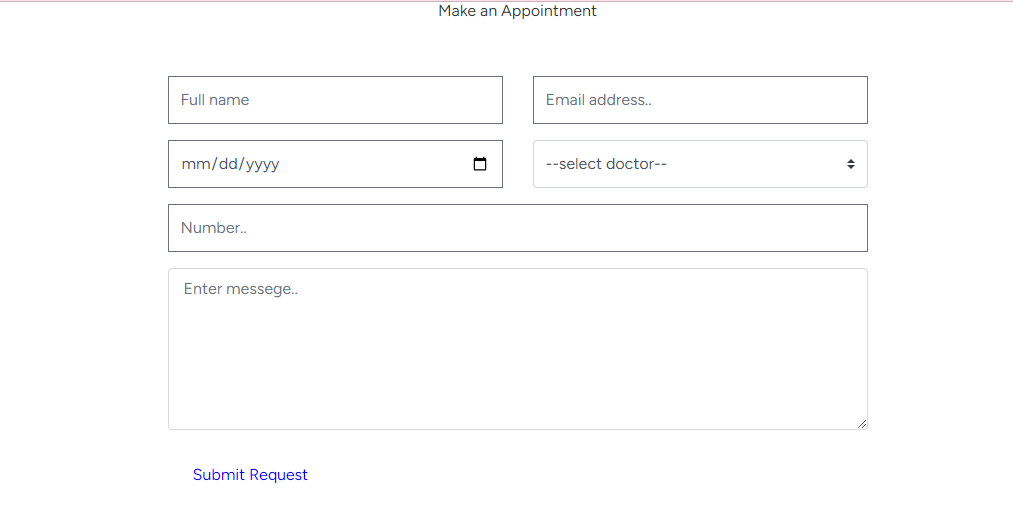 Make an Appointment
Full name
Email address..
mm/dd/yyyy
--select doctor--
Number..
Enter messege..
Submit Request